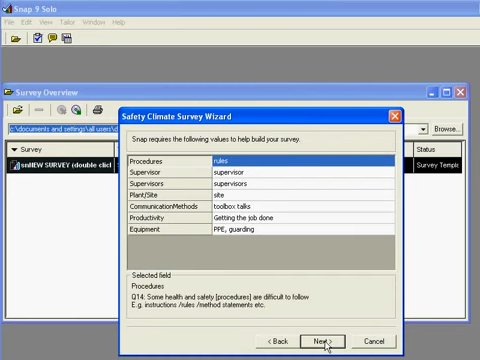 Snap 9 Solo
File Edit View Tailor Window Help
Survey Overview
c:\documents and settings\all users\d
Browse...
Survey
Status
snNEW SURVEY (double clicl
Survey Templa
Safety Climate Survey Wizard
Snap requires the following values to help build your survey.
Procedures rules
Supervisor supervisor
Supervisors supervisors
Plant/Site site
CommunicationMethods toolbox talks
Productivity Getting the job done
Equipment PPE, guarding
Selected field
Procedures
Q14: Some health and safety [procedures] are difficult to follow
E.g. instructions /rules /method statements etc.
< Back Next > Cancel